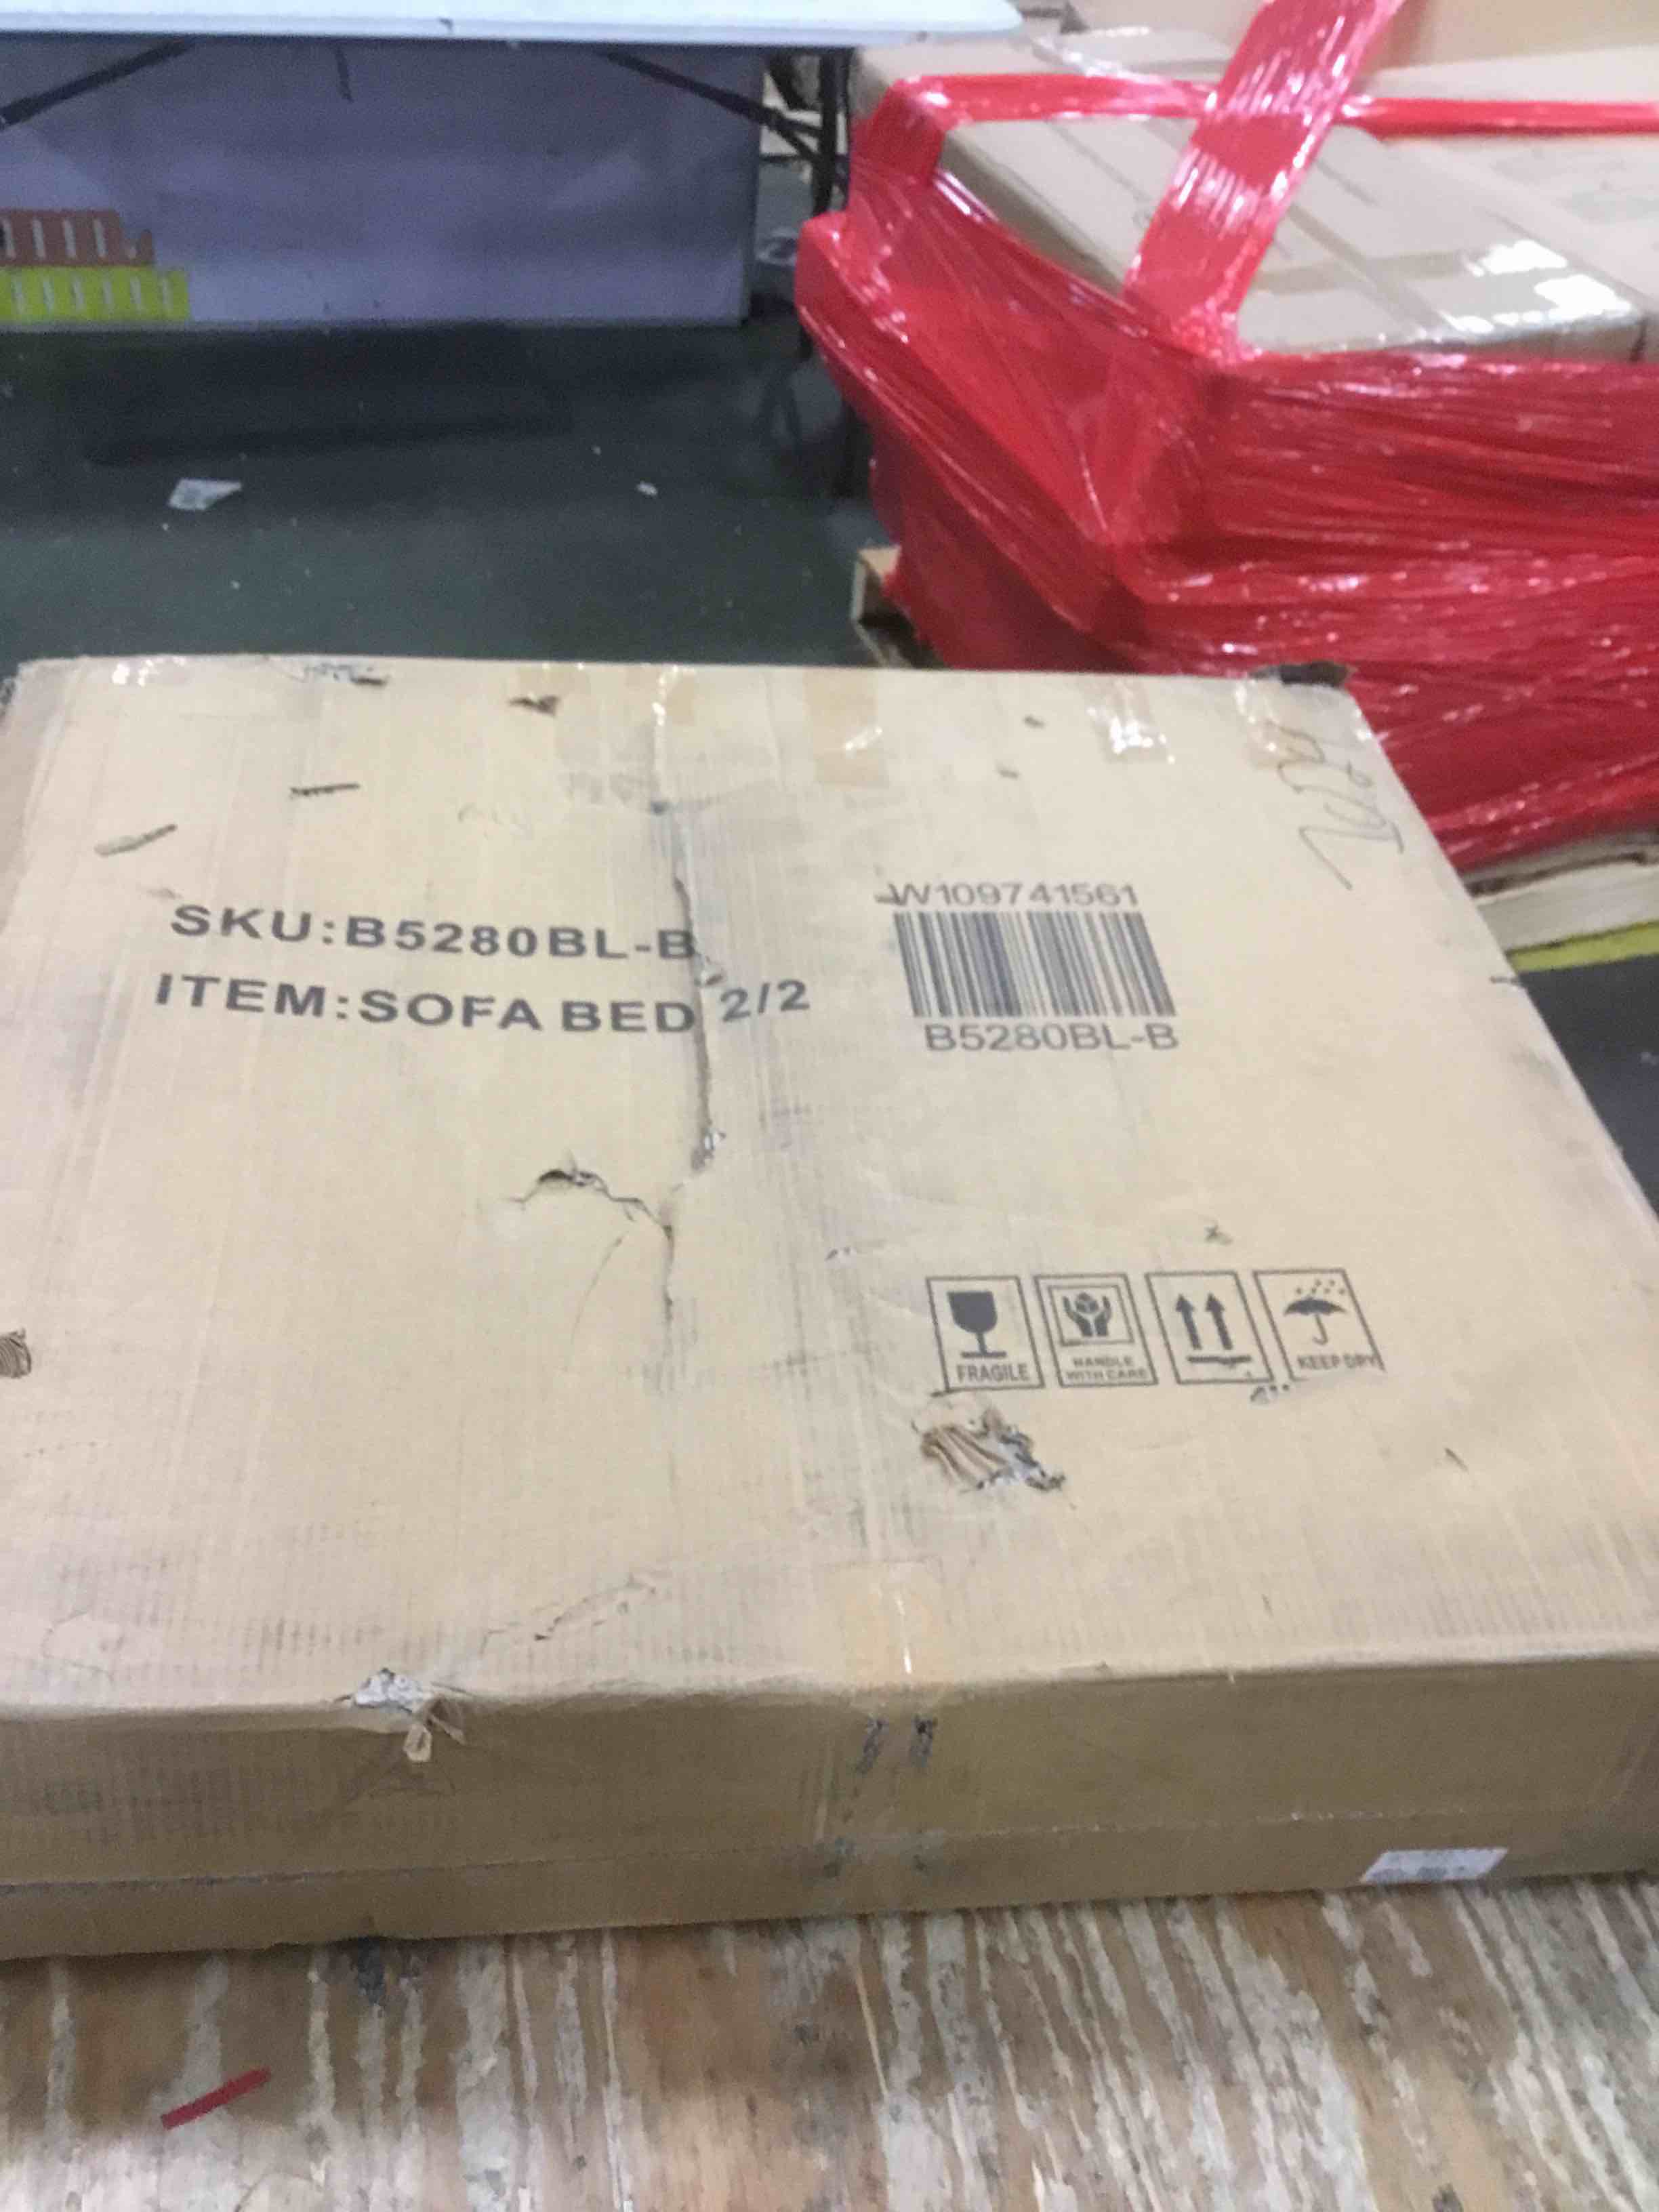 SKU:B5280BL-B
ITEM:SOFA BED 2/2
W109741561
B5280BL-B
FRAGILE
HANDLE
WITH CARE
KEEP DRY